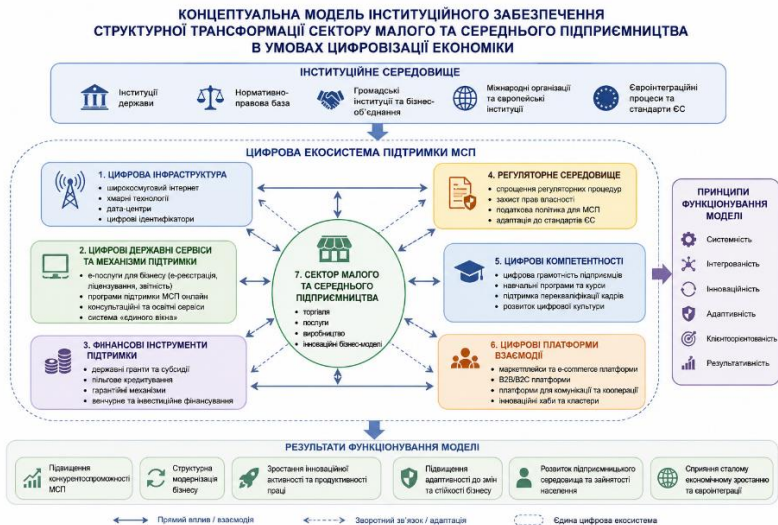 КОНЦЕПТУАЛЬНА МОДЕЛЬ ІНСТИТУЦІЙНОГО ЗАБЕЗПЕЧЕННЯ
СТРУКТУРНОЇ ТРАНСФОРМАЦІЇ СЕКТОРУ МАЛОГО ТА СЕРЕДНЬОГО ПІДПРИЄМНИЦТВА
В УМОВАХ ЦИФРОВІЗАЦІЇ ЕКОНОМІКИ
ІНСТИТУЦІЙНЕ СЕРЕДОВИЩЕ
Інституції
держави
Нормативно-
правова база
Громадські
інституції та бізнес-
об'єднання
Міжнародні організації
та європейські
інституції
Євроінтеграційні
процеси та
стандарти ЄС
ЦИФРОВА ЕКОСИСТЕМА ПІДТРИМКИ МСП
1. ЦИФРОВА ІНФРАСТРУКТУРА
• широкосмуговий інтернет
• хмарні технології
• дата-центри
• цифрові ідентифікатори
2. ЦИФРОВІ ДЕРЖАВНІ СЕРВІСИ
ТА МЕХАНІЗМИ ПІДТРИМКИ
• е-послуги для бізнесу (е-реєстрація,
ліцензування, звітність)
• програми підтримки МСП онлайн
• консультаційні та освітні сервіси
• система «єдиного вікна»
3. ФІНАНСОВІ ІНСТРУМЕНТИ
ПІДТРИМКИ
• державні гранти та субсидії
• пільгове кредитування
• гарантійні механізми
• венчурне та інвестиційне фінансування
7. СЕКТОР МАЛОГО
ТА СЕРЕДНЬОГО
ПІДПРИЄМНИЦТВА
• торгівля
• послуги
• виробництво
• інноваційні бізнес-моделі
4. РЕГУЛЯТОРНЕ СЕРЕДОВИЩЕ
• спрощення регуляторних процедур
• захист прав власності
• податкова політика для МСП
• адаптація до стандартів ЄС
5. ЦИФРОВІ КОМПЕТЕНТНОСТІ
• цифрова грамотність підприємців
• навчальні програми та курси
• підтримка перекваліфікації кадрів
• розвиток цифрової культури
6. ЦИФРОВІ ПЛАТФОРМИ
ВЗАЄМОДІЇ
• маркетплейси та e-commerce платформи
• B2B/B2C платформи
• платформи для комунікації та кооперації
• інноваційні хаби та кластери
ПРИНЦИПИ
ФУНКЦІОНУВАННЯ
МОДЕЛІ
Системність
Інтегрованість
Інноваційність
Адаптивність
Клієнтоорієнтованість
Результативність
РЕЗУЛЬТАТИ ФУНКЦІОНУВАННЯ МОДЕЛІ
Підвищення
конкурентоспроможності
МСП
Структурна
модернізація
бізнесу
Зростання інноваційної
активності та продуктивності
праці
Підвищення
адаптивності до змін
та стійкості бізнесу
Розвиток підприємницького
середовища та зайнятості
населення
Сприяння сталому
економічному зростанню
та євроінтеграції
Прямий вплив / взаємодія
Зворотний зв'язок / адаптація
Єдина цифрова екосистема